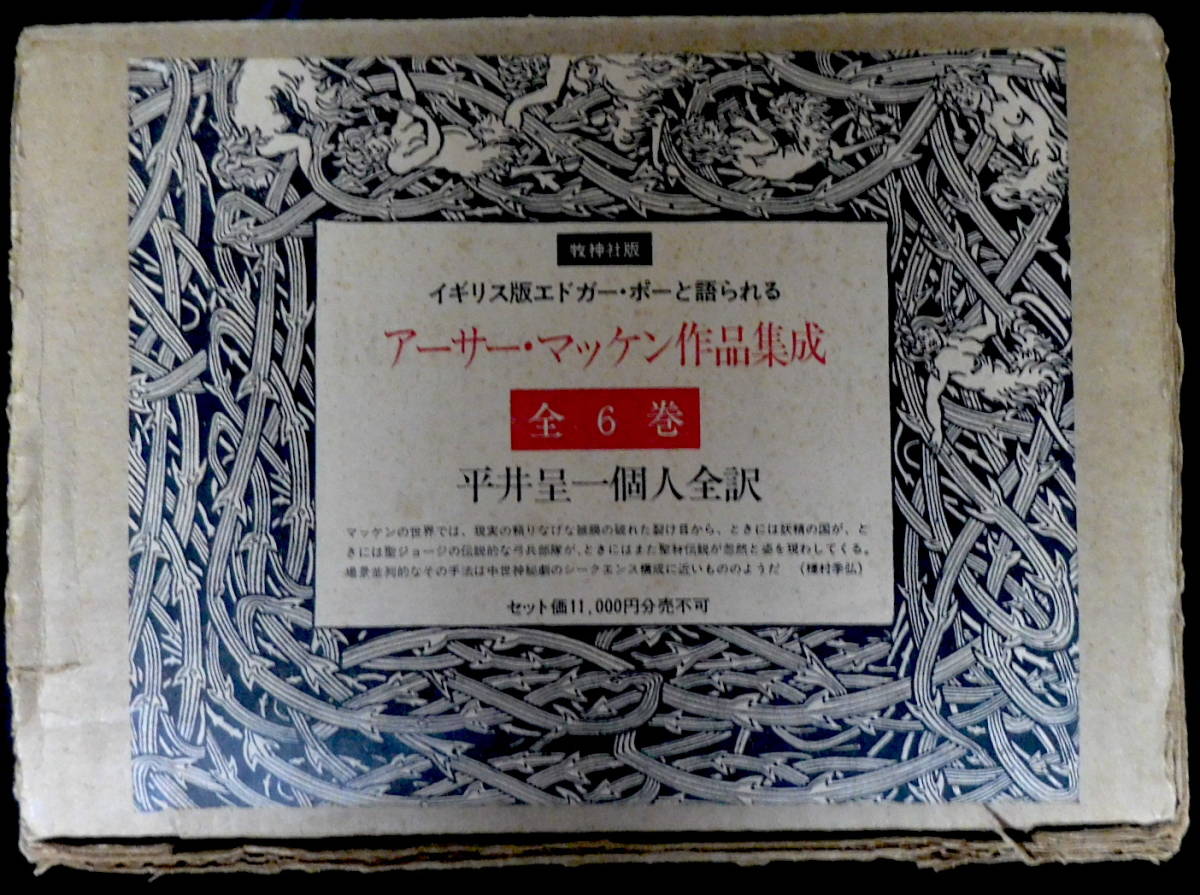 牧神社版
イギリス版エドガー・ポーと語られる
アーサー・マッケン作品集成
全6巻
平井呈一個人全訳
マッケンの世界では、現実の頼りなげな被膜の破れた裂け目から、ときには妖精の国が、と
きには聖ジョージの伝説的な弓兵部隊が、ときにはまた聖杯伝説が忽然と姿を現わしてくる。
場景並列的なその手法は中世神秘劇のシークエンス構成に近いもののようだ （種村季弘）
セット価11,000円分売不可